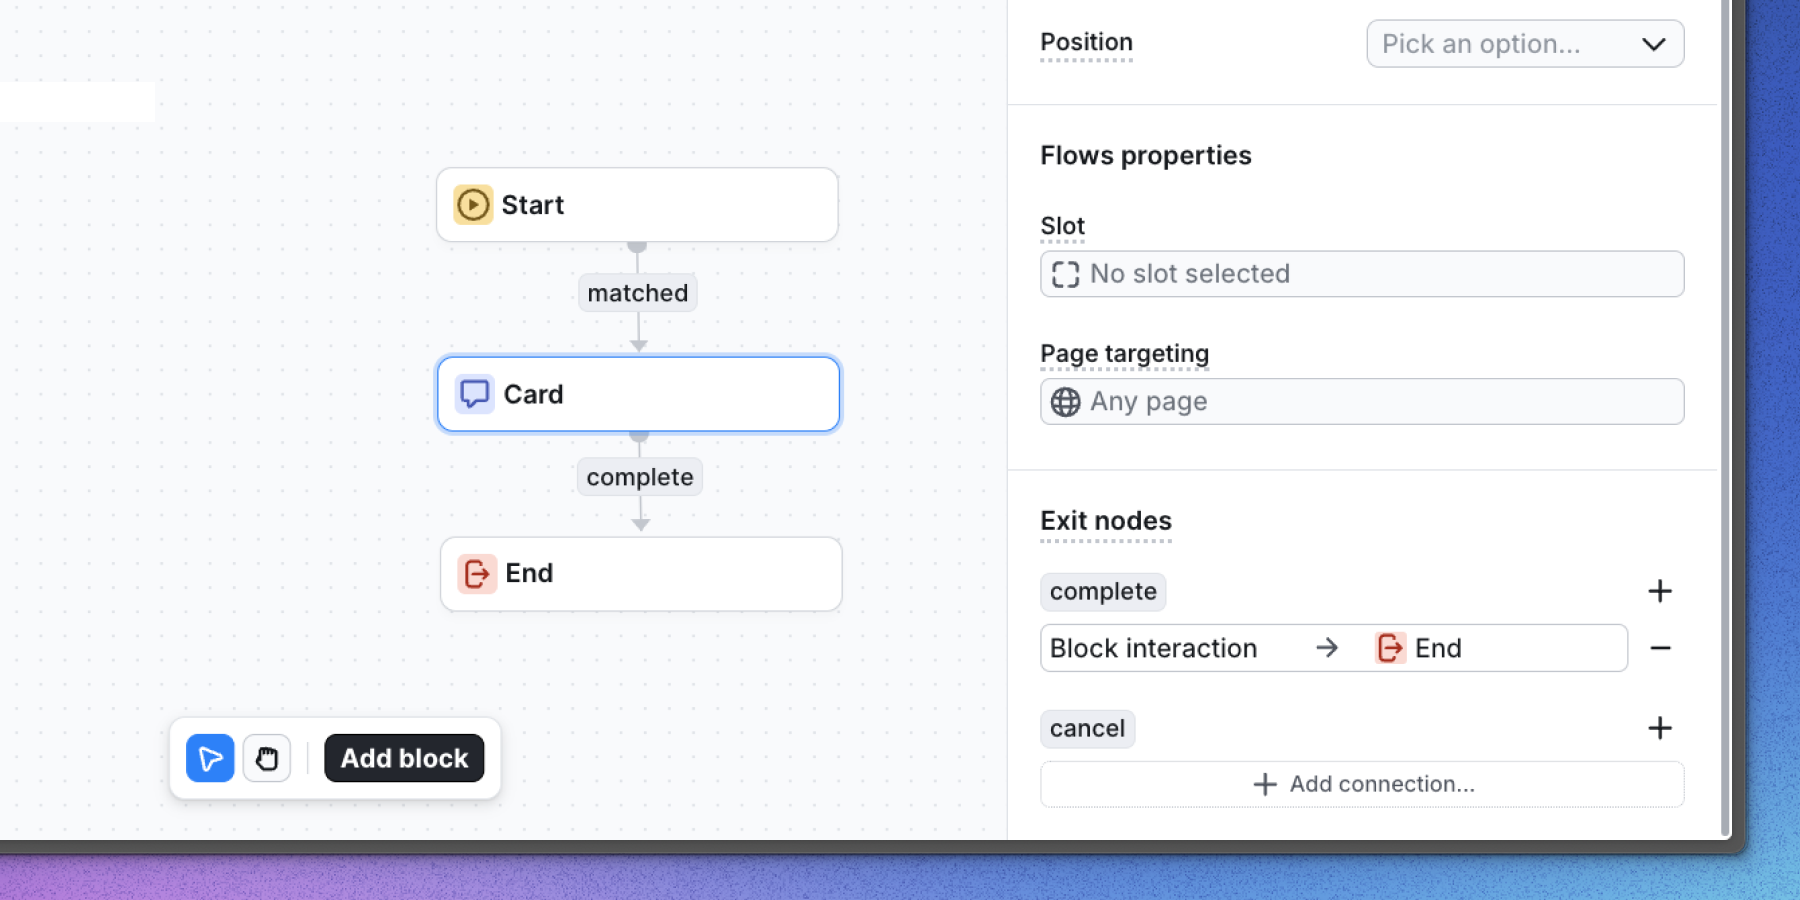 Start
matched
Card
complete
End
Add block
Position
Pick an option...
Flows properties
Slot
No slot selected
Page targeting
Any page
Exit nodes
complete
Block interaction → End
cancel
Add connection...